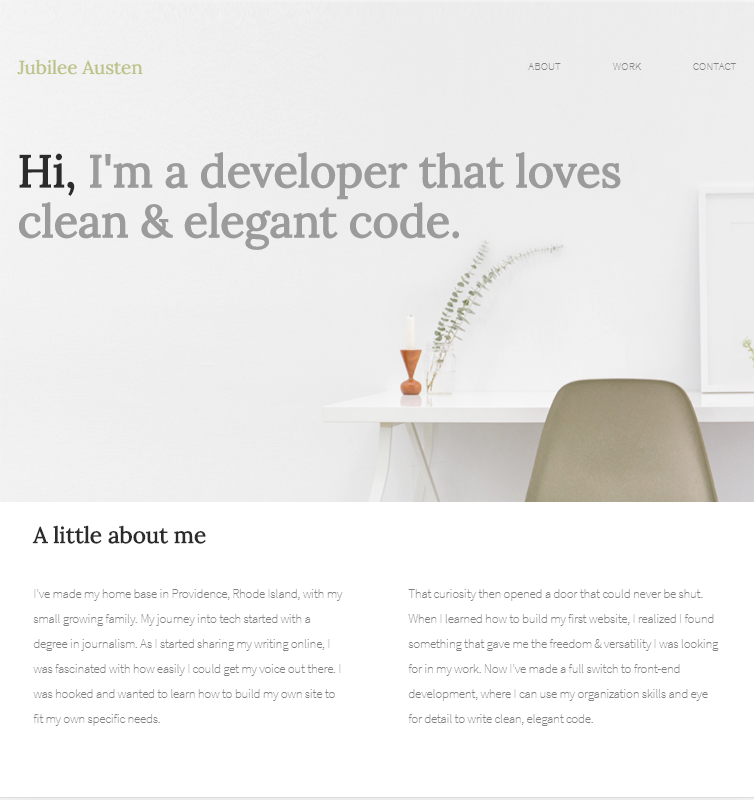 Jubilee Austen
ABOUT WORK CONTACT
Hi, I'm a developer that loves
clean & elegant code.
A little about me
I've made my home base in Providence, Rhode Island, with my
small growing family. My journey into tech started with a
degree in journalism. As I started sharing my writing online, I
was fascinated with how easily I could get my voice out there. I
was hooked and wanted to learn how to build my own site to
fit my own specific needs.
That curiosity then opened a door that could never be shut.
When I learned how to build my first website, I realized I found
something that gave me the freedom & versatility I was looking
for in my work. Now I've made a full switch to front-end
development, where I can use my organization skills and eye
for detail to write clean, elegant code.